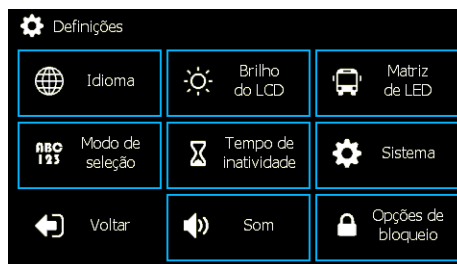 Definições
Idioma
Brilho
do LCD
Matriz
de LED
ABC
123
Modo de
seleção
Tempo de
inatividade
Sistema
Voltar
Som
Opções de
bloqueio